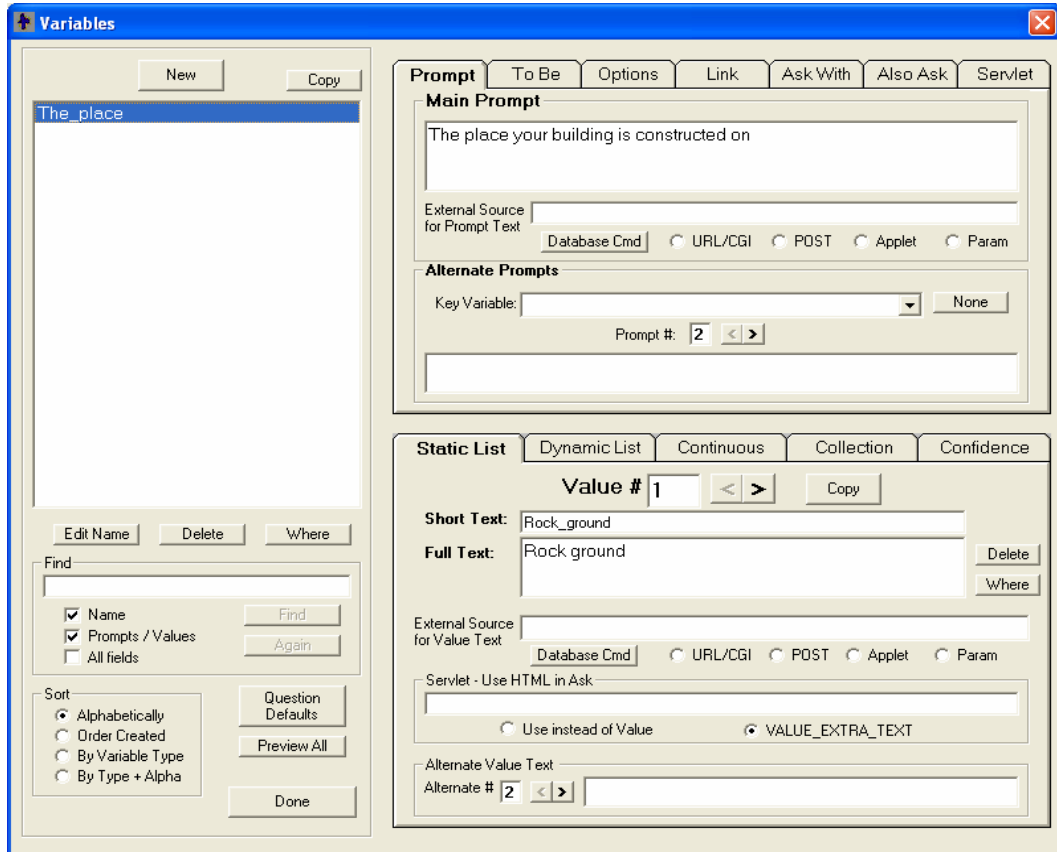 Variables
New
Copy
The_place
Edit Name
Delete
Where
Find
Name
Prompts / Values
All fields
Find
Again
Sort
Alphabetically
Order Created
By Variable Type
By Type + Alpha
Question
Defaults
Preview All
Done
Prompt To Be Options Link Ask With Also Ask Servlet
Main Prompt
The place your building is constructed on
External Source
for Prompt Text
Database Cmd URL/CGI POST Applet Param
Alternate Prompts
Key Variable: None
Prompt #: 2 < >
Static List Dynamic List Continuous Collection Confidence
Value # 1 < > Copy
Short Text: Rock_ground
Full Text: Rock ground
Delete
Where
External Source
for Value Text
Database Cmd URL/CGI POST Applet Param
Servlet - Use HTML in Ask
Use instead of Value VALUE_EXTRA_TEXT
Alternate Value Text
Alternate # 2 < >